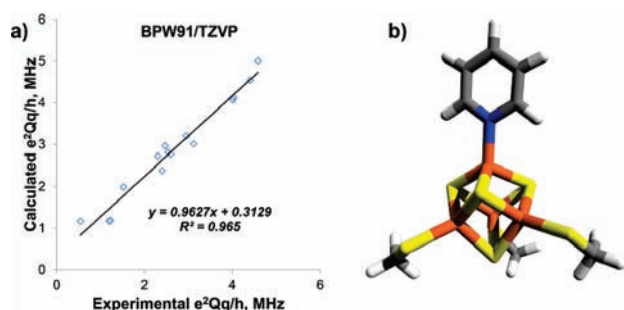 a)
BPW91/TZVP
Calculated e²Qq/h, MHz
6
5
4
3
2
1
0
y = 0.9627x + 0.3129
R² = 0.965
0 2 4 6
Experimental e²Qq/h, MHz
b)